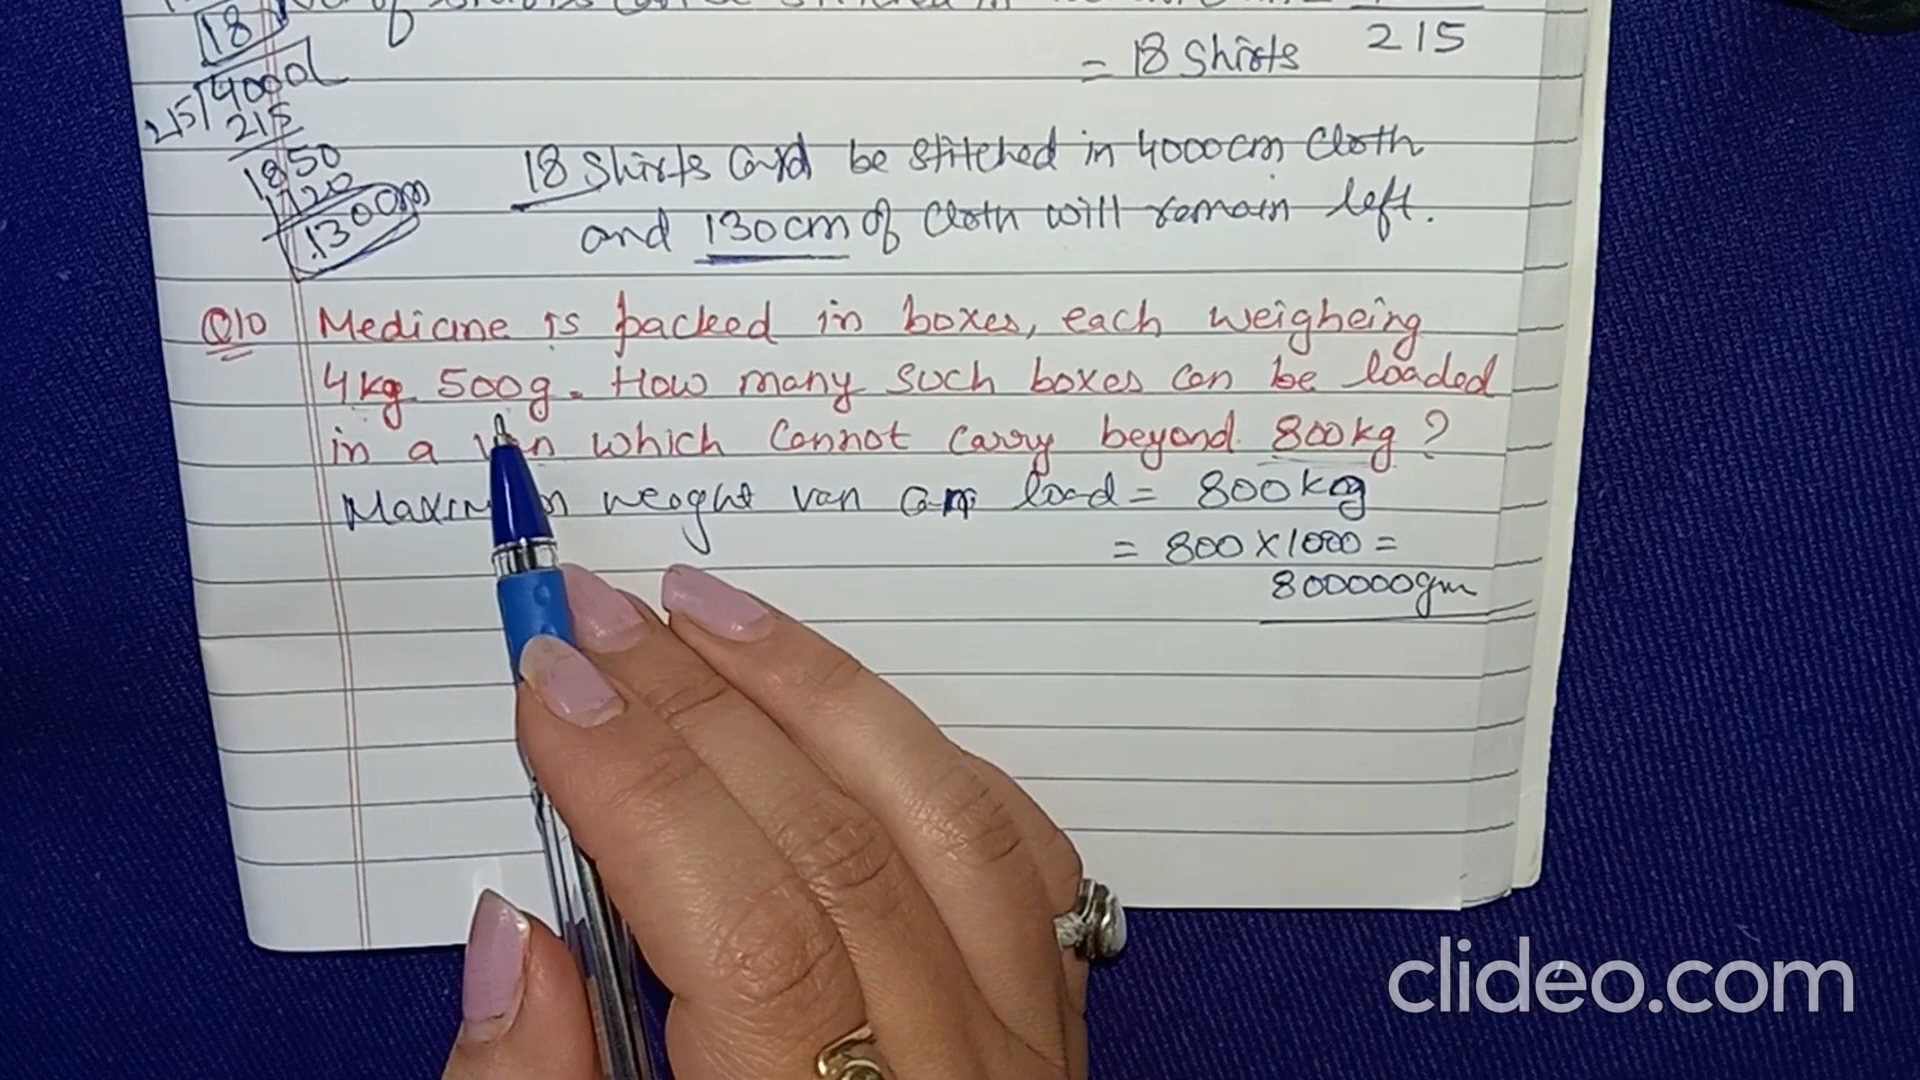 18
= 18 Shirts
215
215)4000
215
1850
1720
130cm
18 Shirts Could be stitched in 4000cm Cloth
and 130cm of Cloth will remain left.
Q10 Medicine is packed in boxes, each weigheing
4kg 500g. How many such boxes can be loaded
in a van which cannot carry beyond 800kg ?
weoght van can load = 800kg
= 800 x 1000 =
800000gm
clideo.com